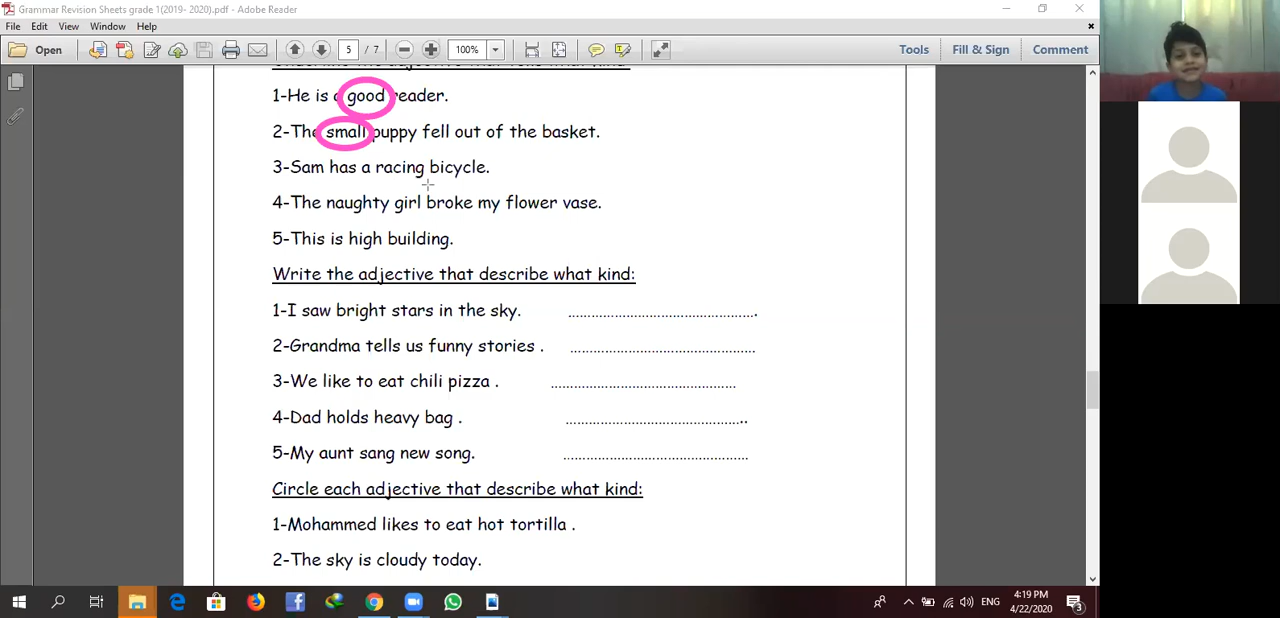 Grammar Revision Sheets grade 1(2019- 2020).pdf - Adobe Reader
File Edit View Window Help
Open 5 / 7 100% Tools Fill & Sign Comment
1-He is a good reader.
2-The small puppy fell out of the basket.
3-Sam has a racing bicycle.
4-The naughty girl broke my flower vase.
5-This is high building.
Write the adjective that describe what kind:
1-I saw bright stars in the sky. ................................................
2-Grandma tells us funny stories . ................................................
3-We like to eat chili pizza . ................................................
4-Dad holds heavy bag . ................................................
5-My aunt sang new song. ................................................
Circle each adjective that describe what kind:
1-Mohammed likes to eat hot tortilla .
2-The sky is cloudy today.
ENG
4:19 PM
4/22/2020
3